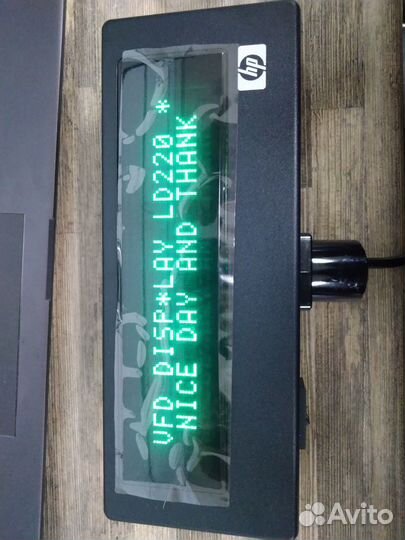 VFD DISP*LAY LD220 *
NICE DAY AND THANK
hp
Avito